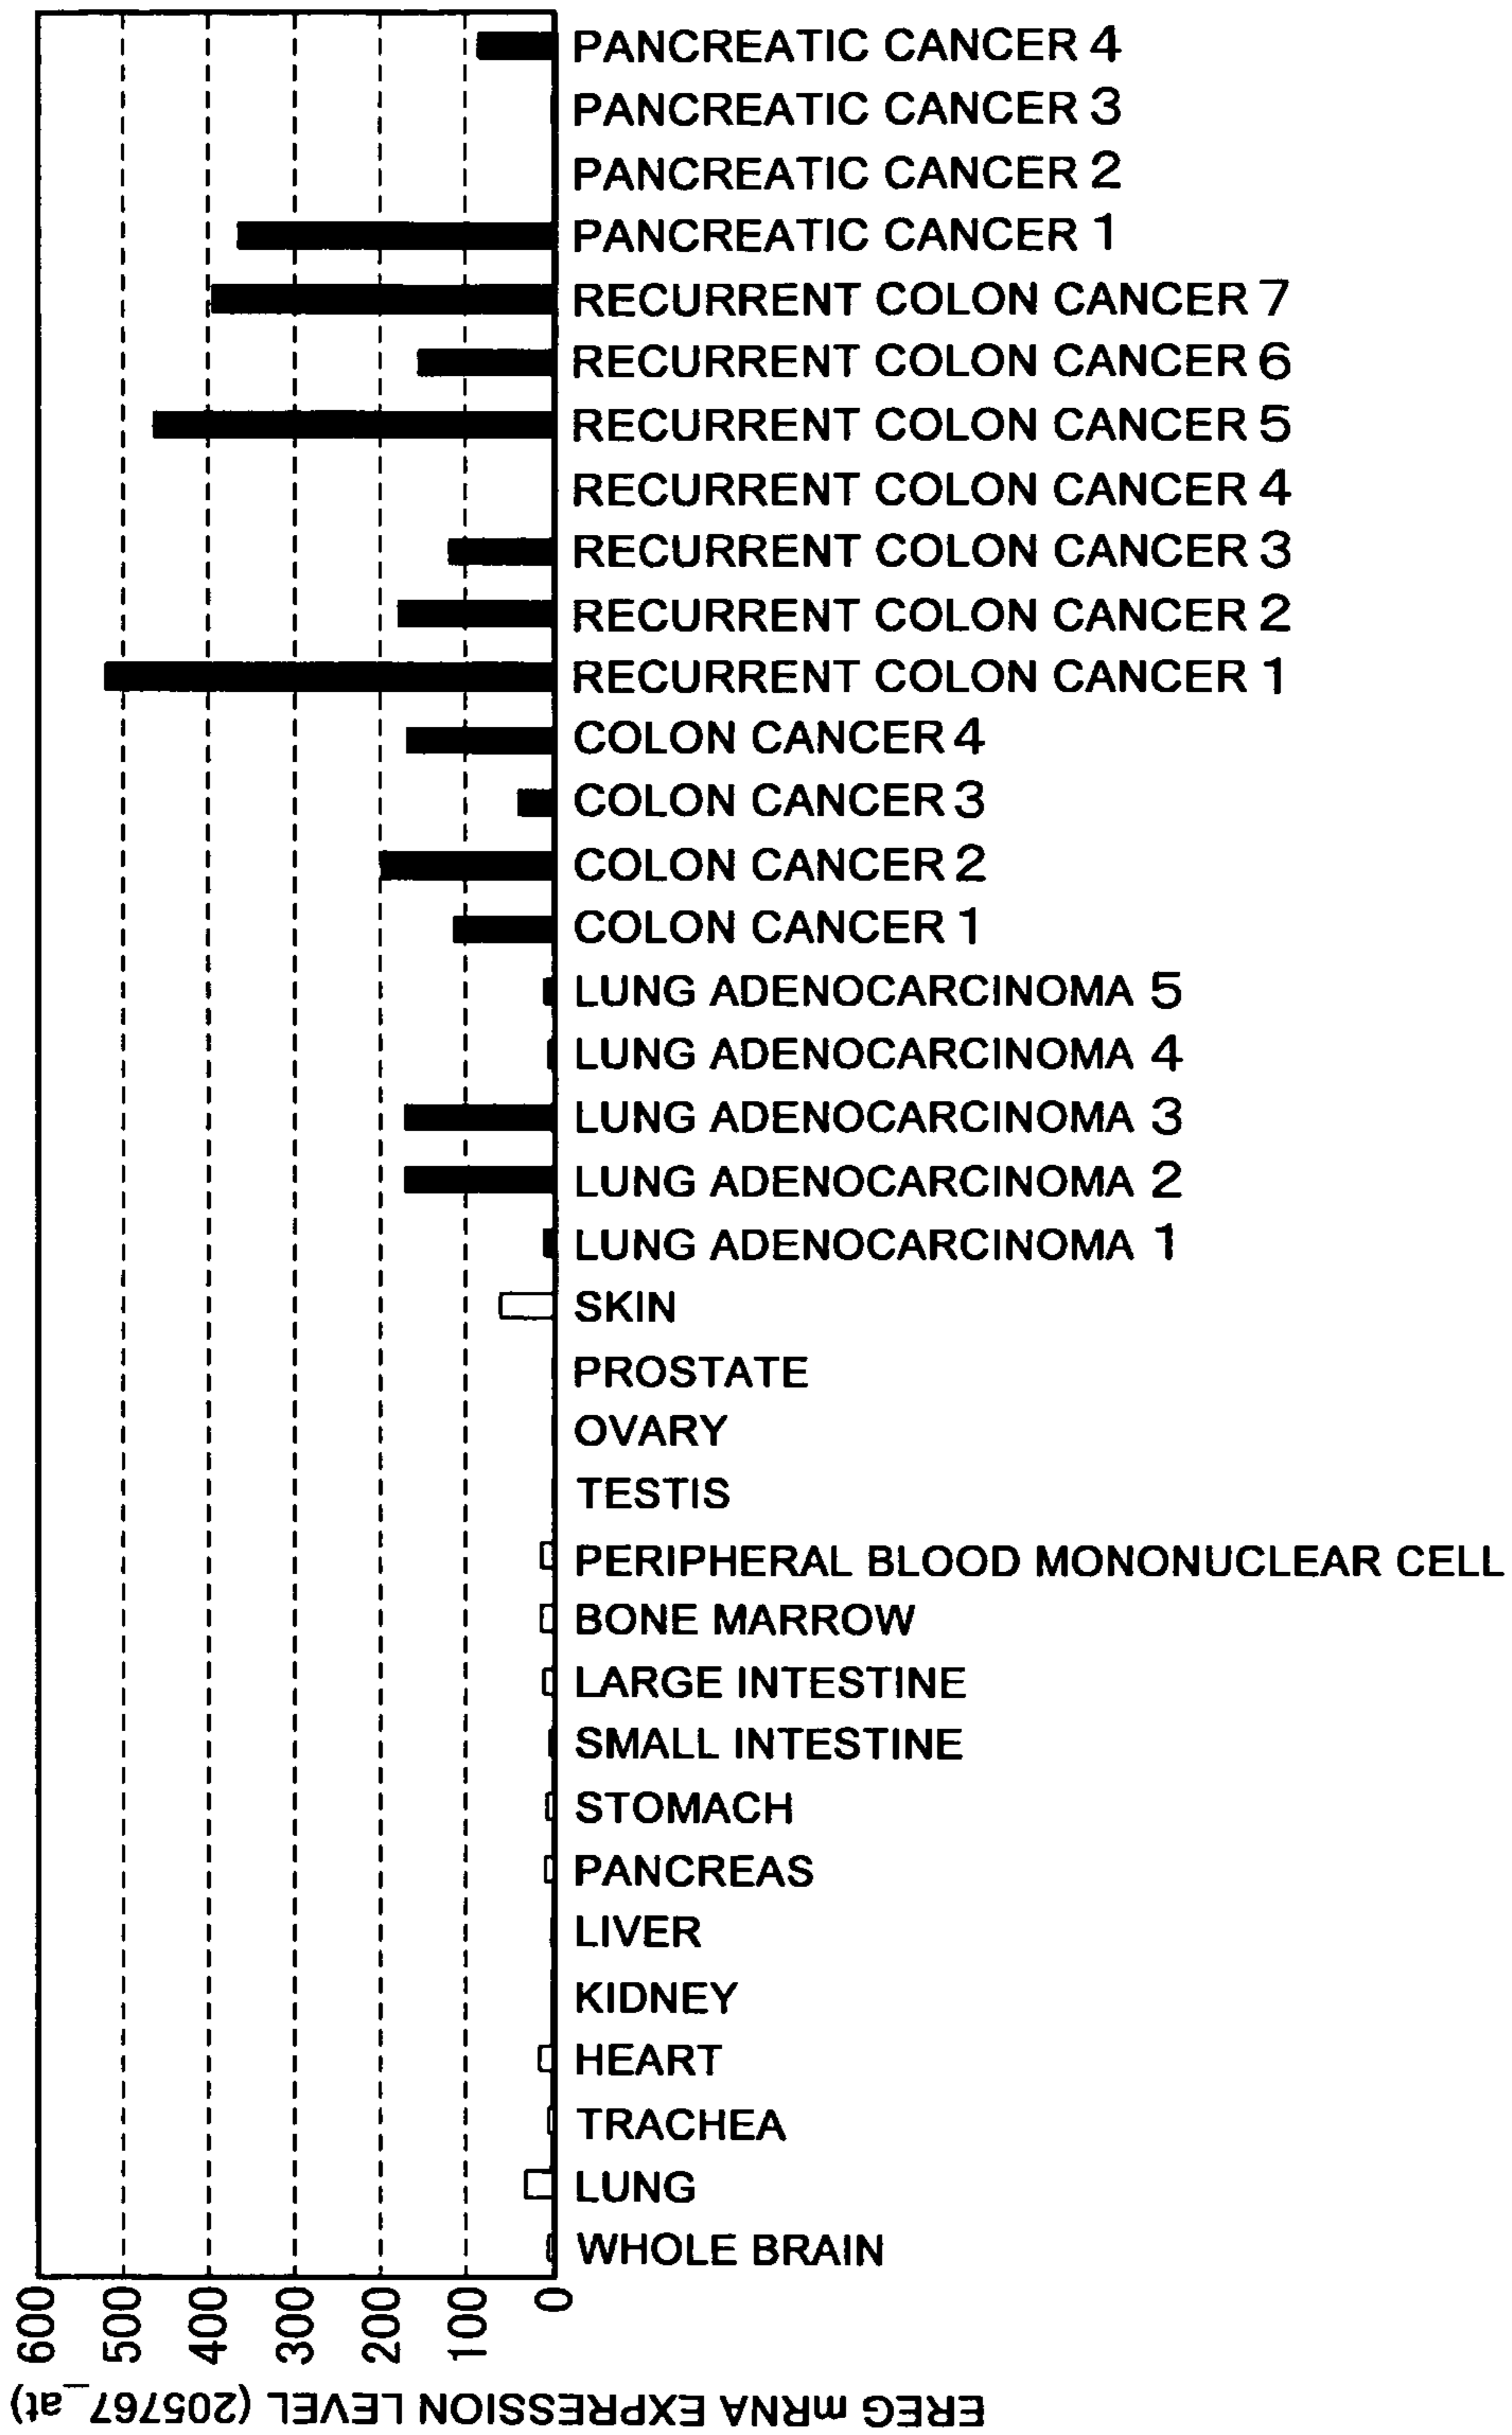 PANCREATIC CANCER 4
PANCREATIC CANCER 3
PANCREATIC CANCER 2
PANCREATIC CANCER 1
RECURRENT COLON CANCER 7
RECURRENT COLON CANCER 6
RECURRENT COLON CANCER 5
RECURRENT COLON CANCER 4
RECURRENT COLON CANCER 3
RECURRENT COLON CANCER 2
RECURRENT COLON CANCER 1
COLON CANCER 4
COLON CANCER 3
COLON CANCER 2
COLON CANCER 1
LUNG ADENOCARCINOMA 5
LUNG ADENOCARCINOMA 4
LUNG ADENOCARCINOMA 3
LUNG ADENOCARCINOMA 2
LUNG ADENOCARCINOMA 1
SKIN
PROSTATE
OVARY
TESTIS
PERIPHERAL BLOOD MONONUCLEAR CELL
BONE MARROW
LARGE INTESTINE
SMALL INTESTINE
STOMACH
PANCREAS
LIVER
KIDNEY
HEART
TRACHEA
LUNG
WHOLE BRAIN
600
500
400
300
200
100
0
EREG mRNA EXPRESSION LEVEL (205767_at)